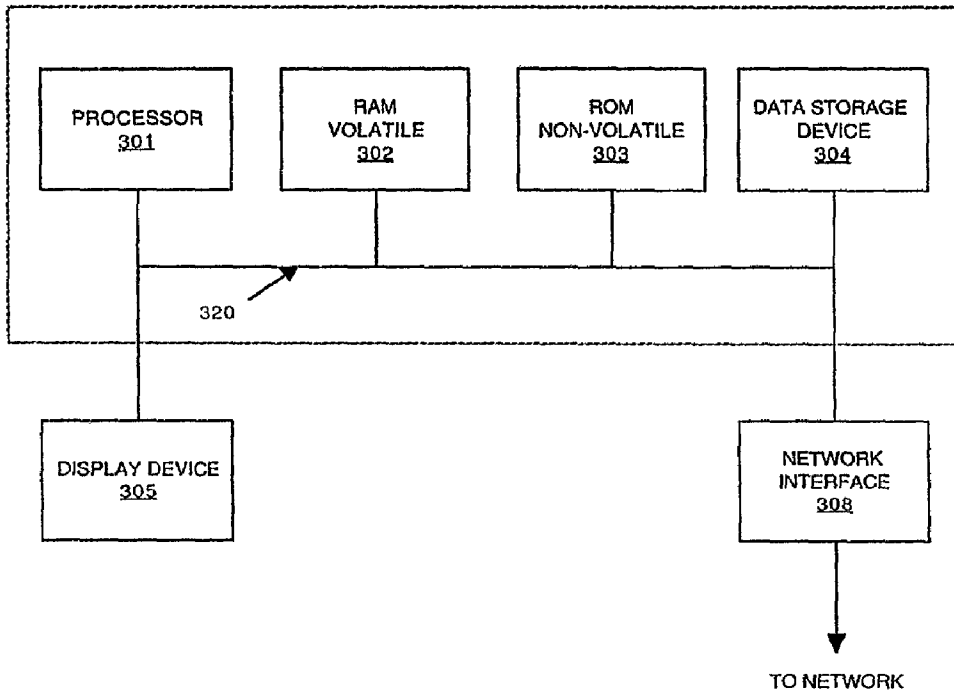 PROCESSOR
301
RAM
VOLATILE
302
ROM
NON-VOLATILE
303
DATA STORAGE
DEVICE
304
320
DISPLAY DEVICE
305
NETWORK
INTERFACE
308
TO NETWORK